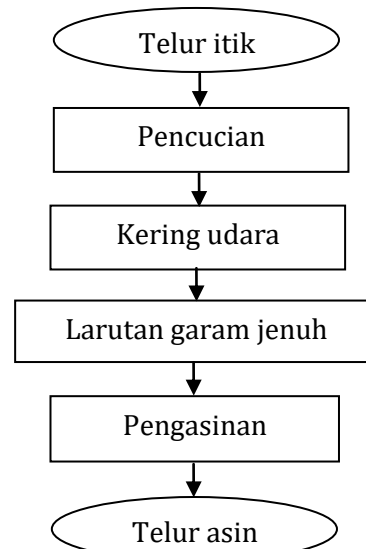 Telur itik
Pencucian
Kering udara
Larutan garam jenuh
Pengasinan
Telur asin